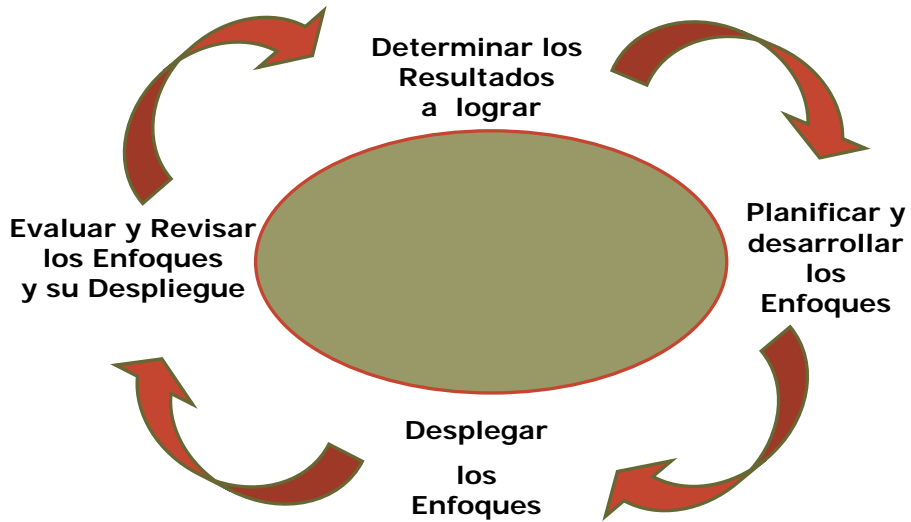 Determinar los
Resultados
a lograr
Planificar y
desarrollar
los
Enfoques
Desplegar
los
Enfoques
Evaluar y Revisar
los Enfoques
y su Despliegue